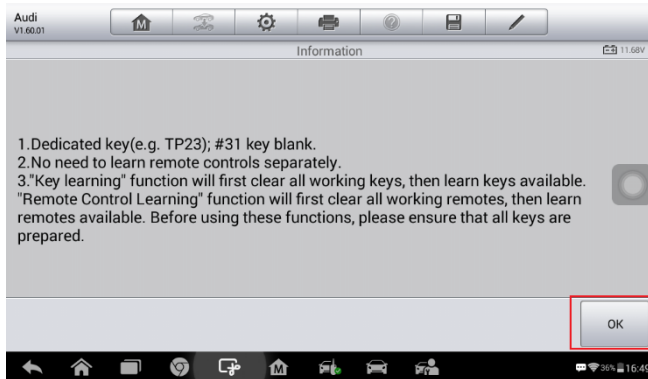 Audi
V1.60.01
Information
11.68V
1.Dedicated key(e.g. TP23); #31 key blank.
2.No need to learn remote controls separately.
3."Key learning" function will first clear all working keys, then learn keys available.
"Remote Control Learning" function will first clear all working remotes, then learn
remotes available. Before using these functions, please ensure that all keys are
prepared.
OK
36% 16:49